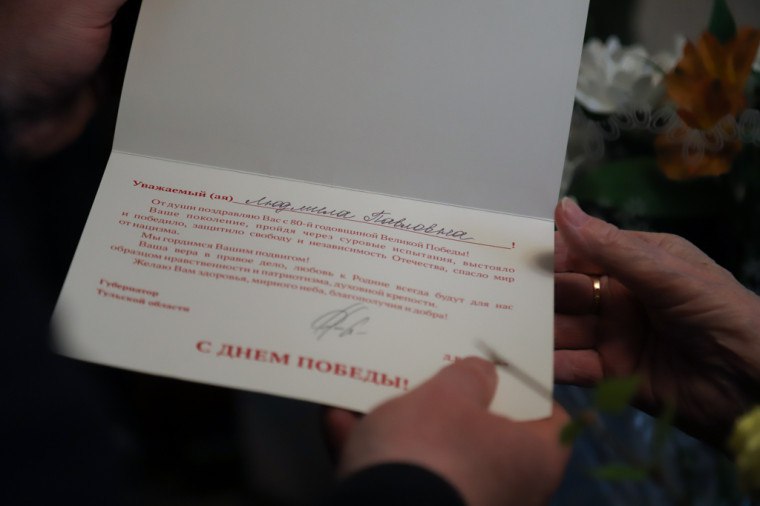 Уважаемый (ая) Людмила Павловна !
От души поздравляю Вас с 80-й годовщиной Великой Победы!
Ваше поколение, пройдя через суровые испытания, выстояло
и победило, защитило свободу и независимость Отечества, спасло мир
от нацизма.
Мы гордимся Вашим подвигом!
Ваша вера в правое дело, любовь к Родине всегда будут для нас
образцом нравственности и патриотизма, духовной крепости.
Желаю Вам здоровья, мирного неба, благополучия и добра!
Губернатор
Тульской области
С ДНЕМ ПОБЕДЫ!